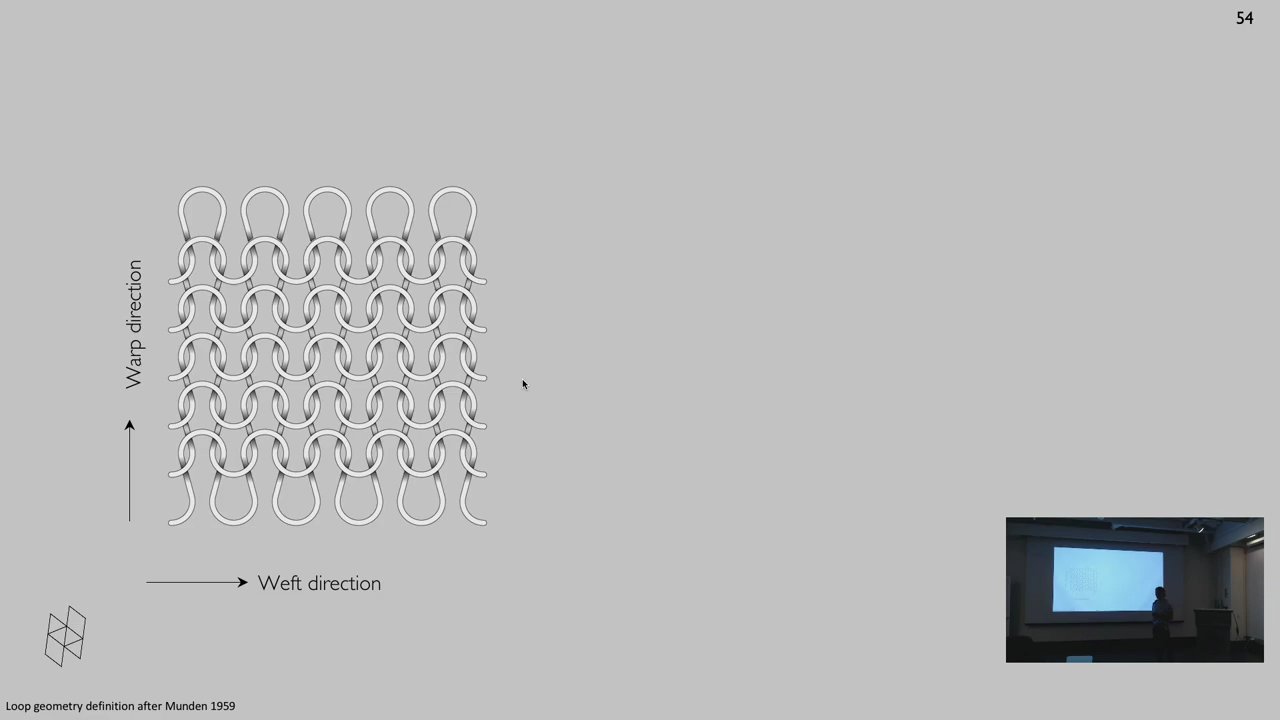 54
Warp direction
Weft direction
Loop geometry definition after Munden 1959